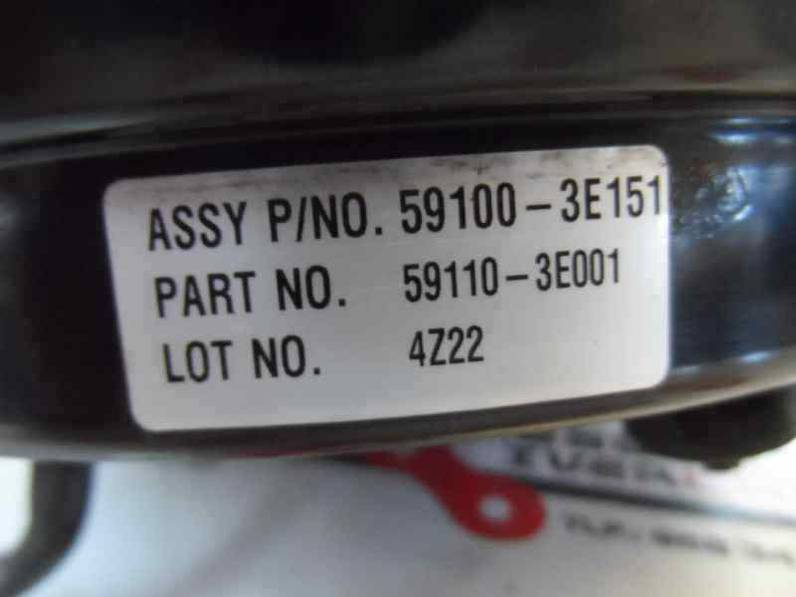 ASSY P/NO. 59100-3E151
PART NO. 59110-3E001
LOT NO. 4Z22